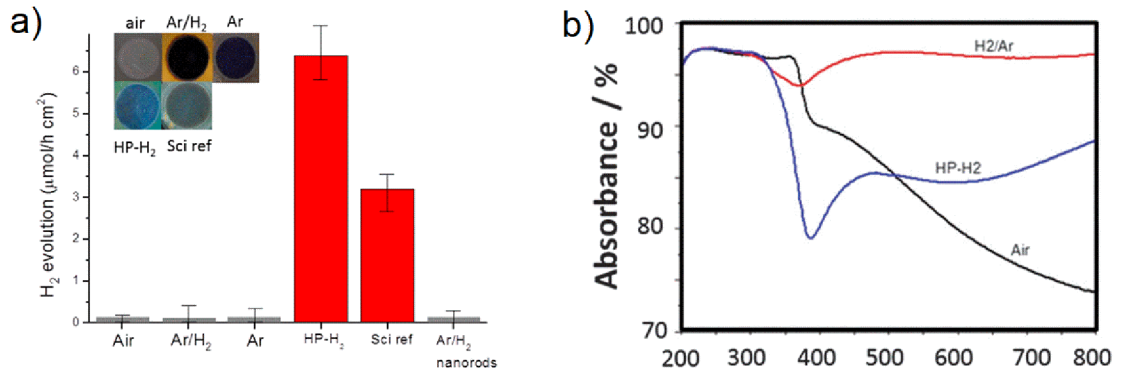 a)
air Ar/H₂ Ar
HP-H₂ Sci ref
H₂ evolution (μmol/h cm²)
6
5
4
3
2
1
0
Air Ar/H₂ Ar HP-H₂ Sci ref Ar/H₂
nanorods
b)
Absorbance / %
100
90
80
70
H2/Ar
HP-H2
Air
200 300 400 500 600 700 800